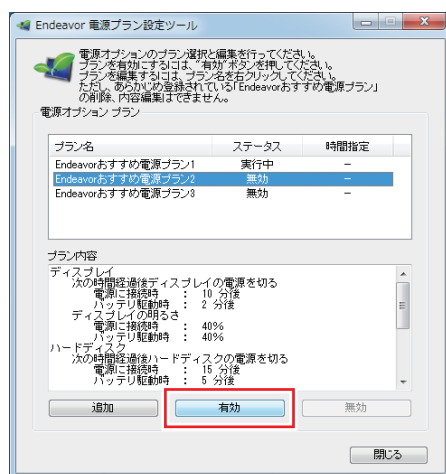 Endeavor 電源プラン設定ツール
電源オプションのプラン選択と編集を行ってください。
プランを有効にするには、"有効"ボタンを押してください。
プランを編集するには、プラン名を右クリックしてください。
ただし、あらかじめ登録されている「Endeavorおすすめ電源プラン」
の削除、内容編集はできません。
電源オプション プラン
プラン名 ステータス 時間指定
Endeavorおすすめ電源プラン1 実行中 －
Endeavorおすすめ電源プラン2 無効 －
Endeavorおすすめ電源プラン3 無効 －
プラン内容
ディスプレイ
次の時間経過後ディスプレイの電源を切る
電源に接続時 : 10 分後
バッテリ駆動時 : 2 分後
ディスプレイの明るさ
電源に接続時 : 40%
バッテリ駆動時 : 40%
ハードディスク
次の時間経過後ハードディスクの電源を切る
電源に接続時 : 15 分後
バッテリ駆動時 : 5 分後
追加 有効 無効
閉じる